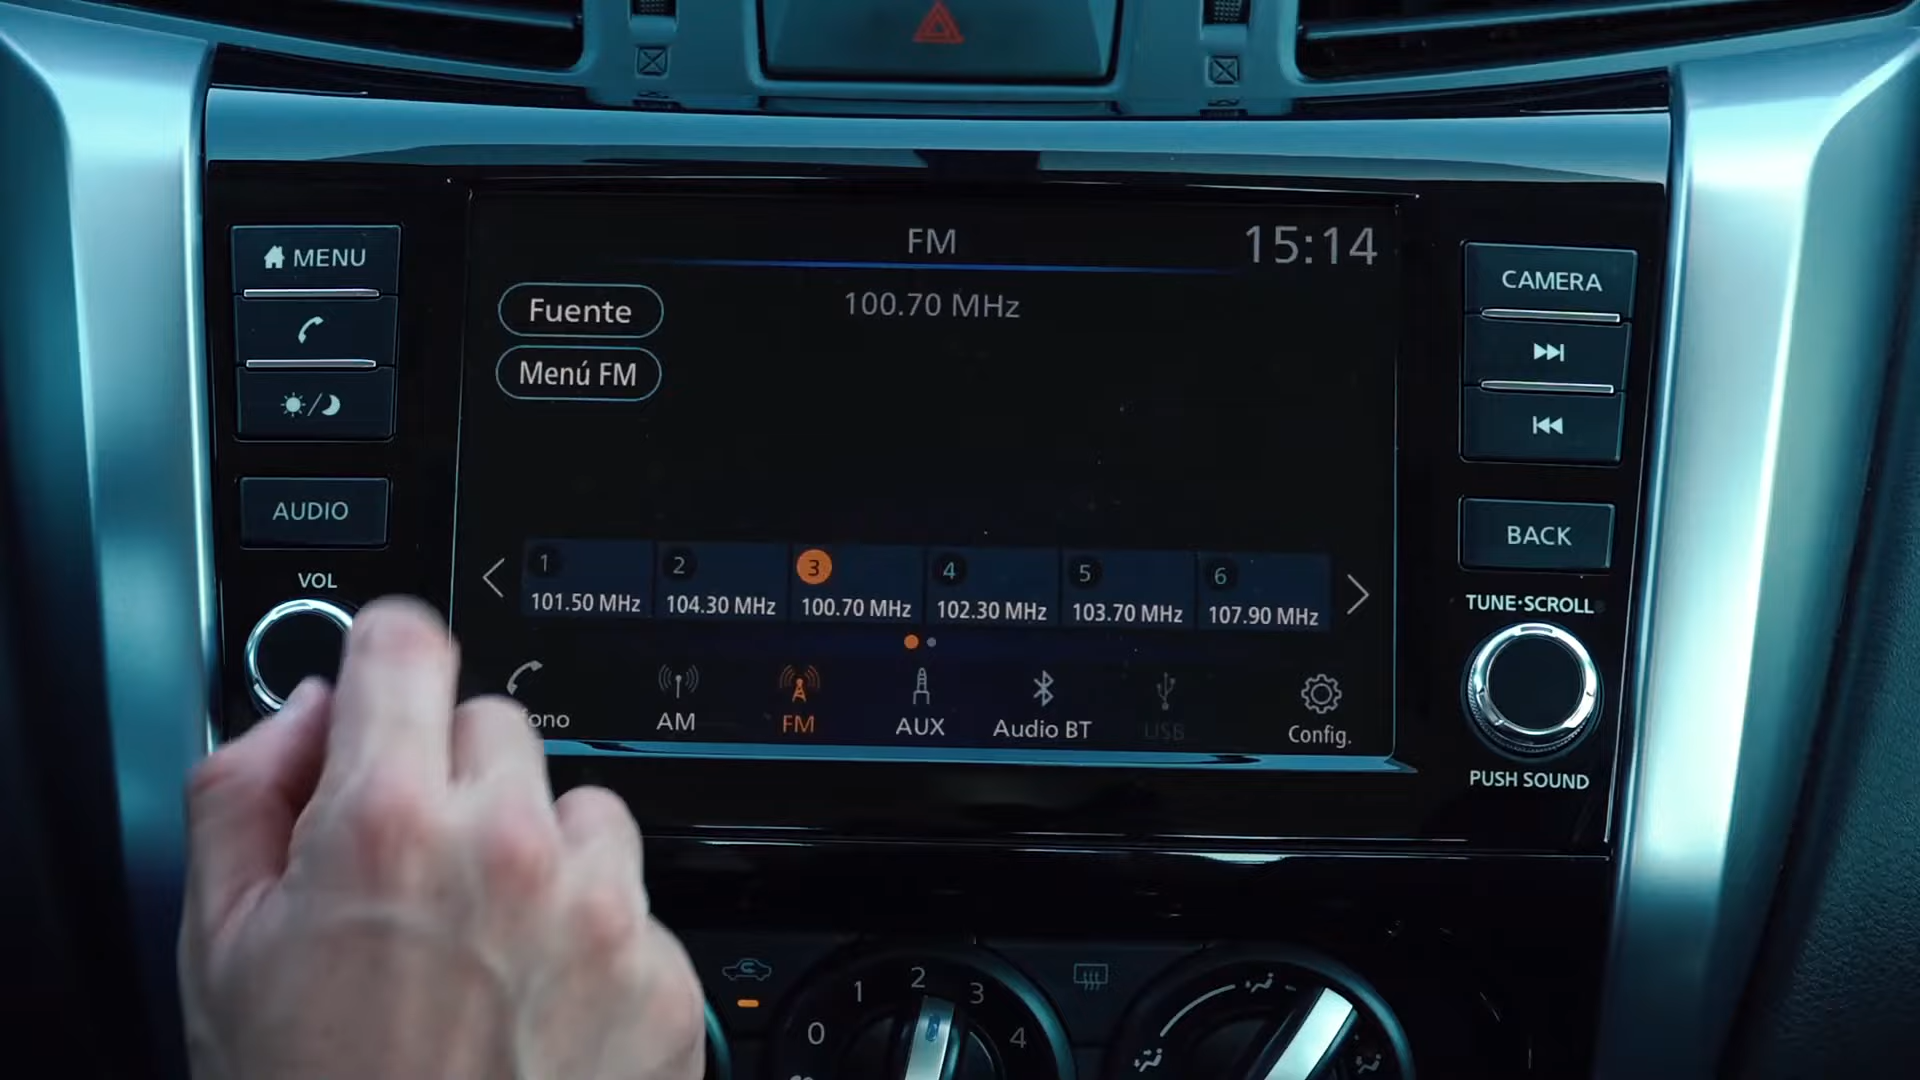 MENU
AUDIO
VOL
FM
15:14
100.70 MHz
Fuente
Menú FM
1
101.50 MHz
2
104.30 MHz
3
100.70 MHz
4
102.30 MHz
5
103.70 MHz
6
107.90 MHz
AM
FM
AUX
Audio BT
USB
Config.
CAMERA
BACK
TUNE·SCROLL
PUSH SOUND
0
1
2
3
4